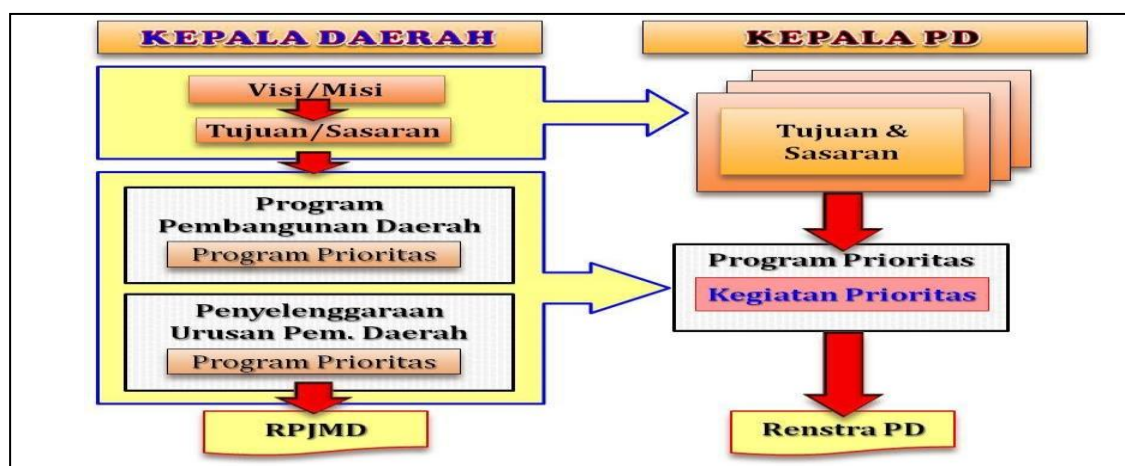 KEPALA DAERAH
Visi/Misi
Tujuan/Sasaran
Program
Pembangunan Daerah
Program Prioritas
Penyelenggaraan
Urusan Pem. Daerah
Program Prioritas
RPJMD
KEPALA PD
Tujuan &
Sasaran
Program Prioritas
Kegiatan Prioritas
Renstra PD